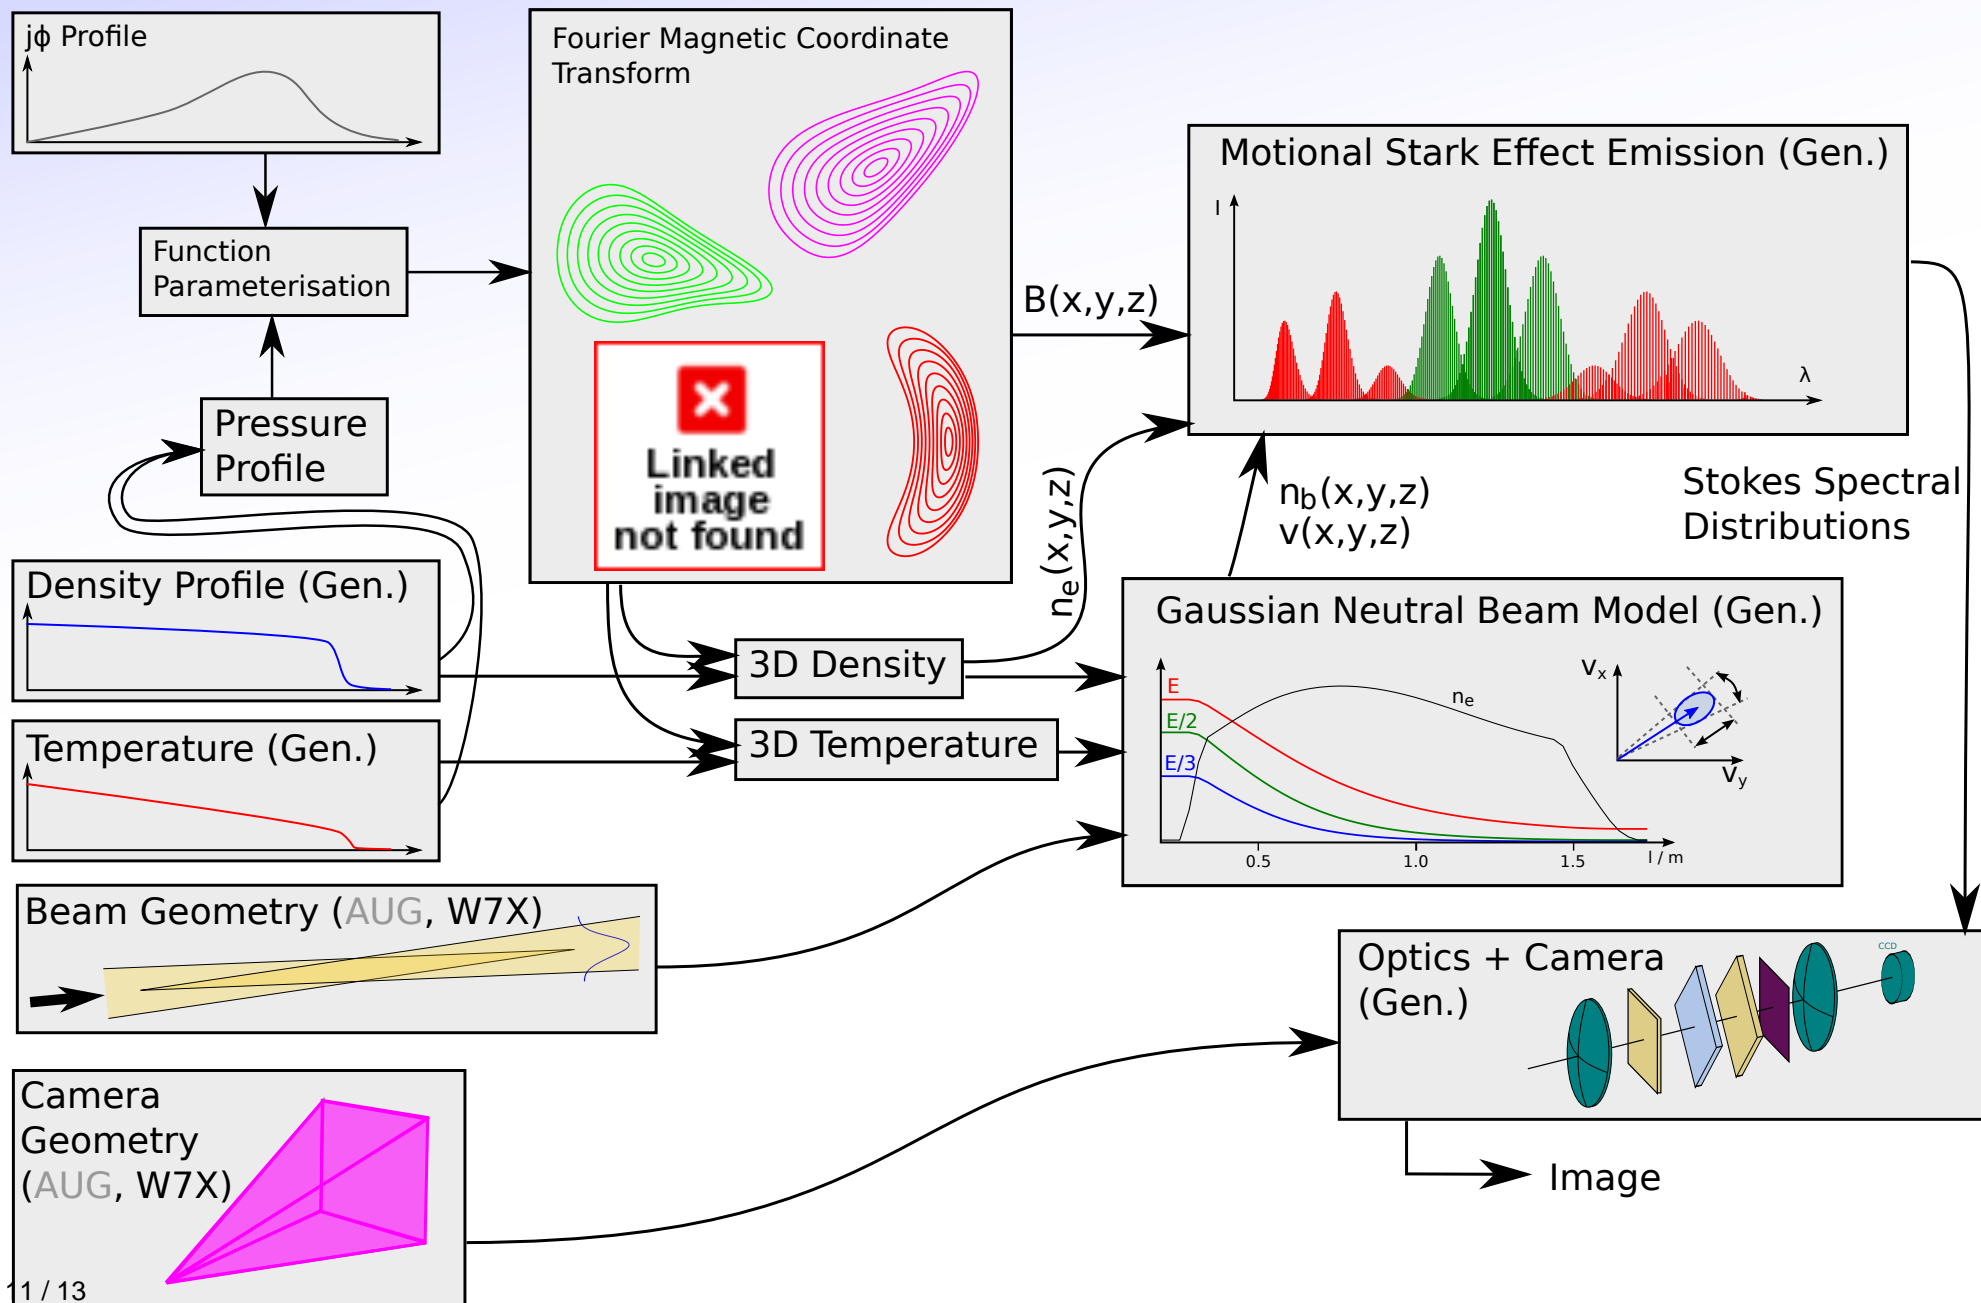 jϕ Profile
Fourier Magnetic Coordinate
Transform
Motional Stark Effect Emission (Gen.)
I
λ
Function
Parameterisation
B(x,y,z)
Pressure
Profile
Linked
image
not found
ne(x,y,z)
nb(x,y,z)
v(x,y,z)
Stokes Spectral
Distributions
Density Profile (Gen.)
3D Density
Gaussian Neutral Beam Model (Gen.)
E
E/2
E/3
ne
vx
vy
0.5
1.0
1.5
l / m
Temperature (Gen.)
3D Temperature
Beam Geometry (AUG, W7X)
Optics + Camera
(Gen.)
CCD
Camera
Geometry
(AUG, W7X)
Image
11 / 13